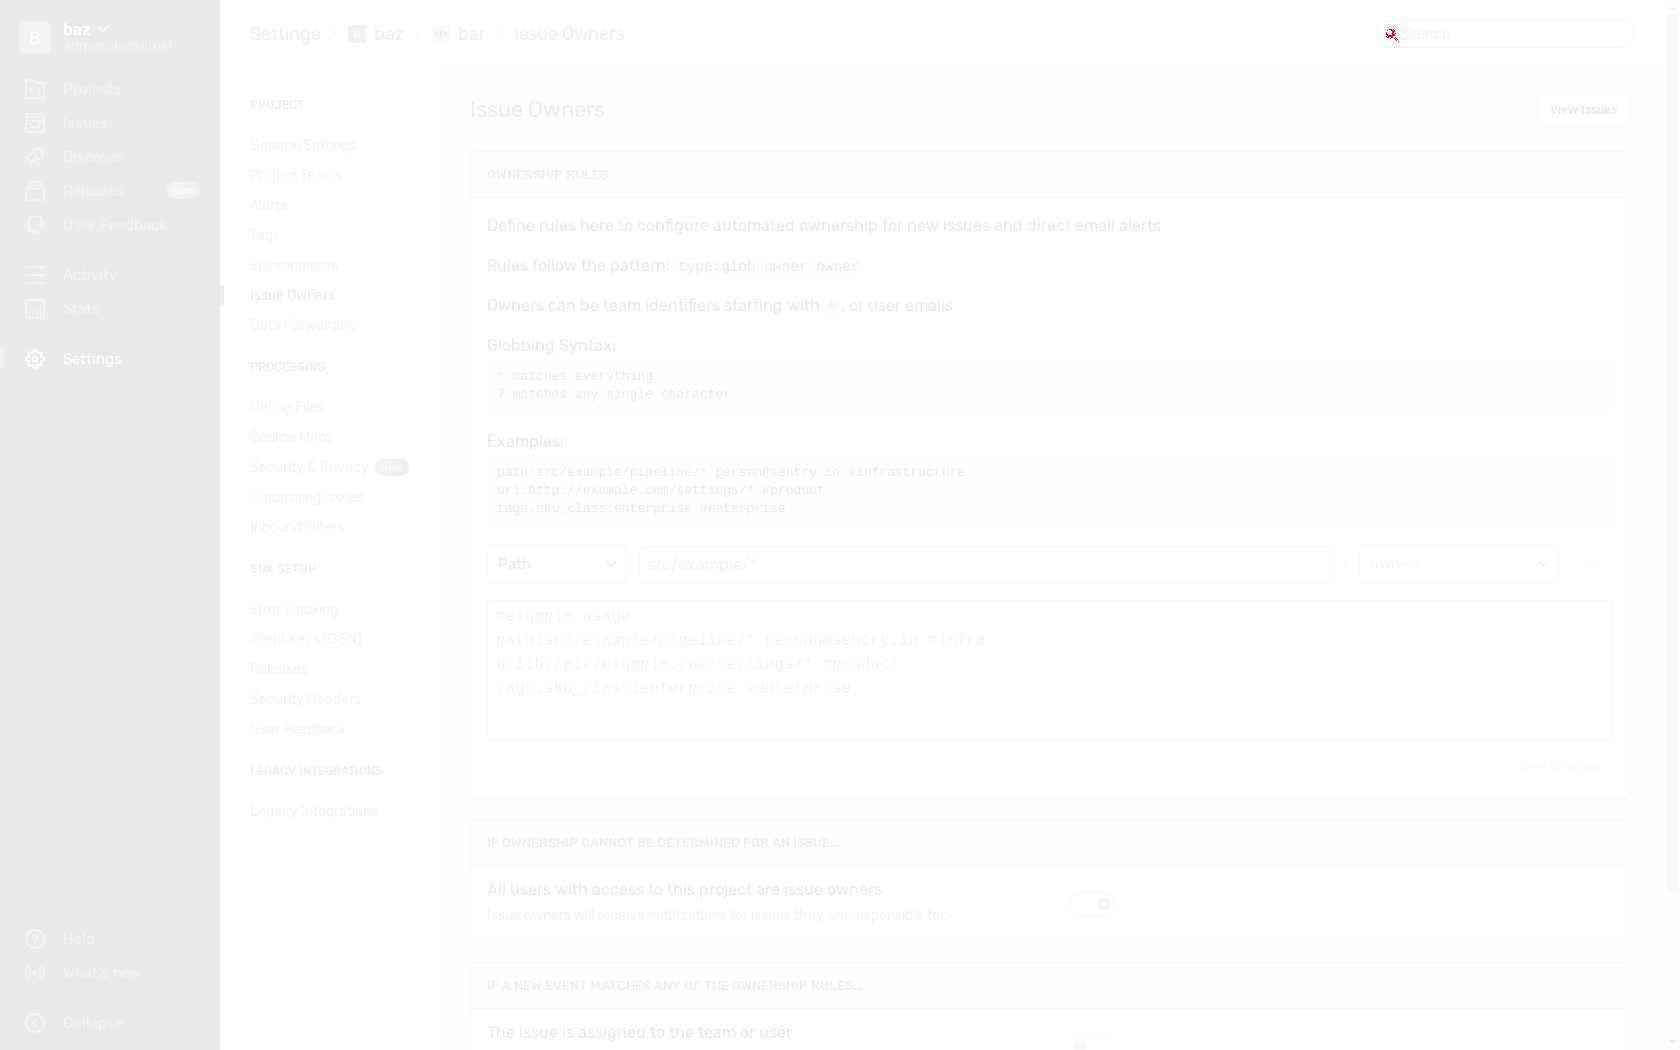 B
baz
admin@localhost
Projects
Issues
Discover
Releases new
User Feedback
Activity
Stats
Settings
Help
What's new
Collapse
Settings baz bar Issue Owners
Search
PROJECT
General Settings
Project Teams
Alerts
Tags
Environments
Issue Owners
Data Forwarding
PROCESSING
Debug Files
Source Maps
Security & Privacy new
Processing Issues
Inbound Filters
SDK SETUP
Error Tracking
Client Keys (DSN)
Releases
Security Headers
User Feedback
LEGACY INTEGRATIONS
Legacy Integrations
Issue Owners
View Issues
OWNERSHIP RULES
Define rules here to configure automated ownership for new issues and direct email alerts
Rules follow the pattern: type:glob owner owner
Owners can be team identifiers starting with #, or user emails
Globbing Syntax:
* matches everything
? matches any single character
Examples:
path:src/example/pipeline/* person@sentry.io #infrastructure
url:http://example.com/settings/* #product
tags.sku_class:enterprise #enterprise
Path src/example/* owners
#example usage
path:src/example/pipeline/* person@sentry.io #infra
url:http://example.com/settings/* #product
tags.sku_class:enterprise #enterprise
Save Changes
IF OWNERSHIP CANNOT BE DETERMINED FOR AN ISSUE...
All users with access to this project are issue owners
Issue owners will receive notifications for issues they are responsible for.
IF A NEW EVENT MATCHES ANY OF THE OWNERSHIP RULES...
The issue is assigned to the team or user